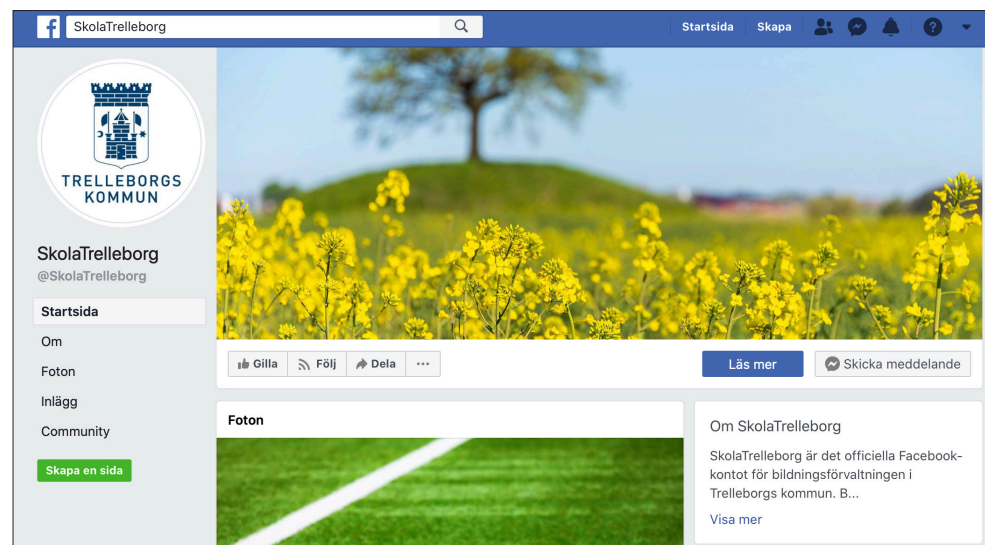 SkolaTrelleborg
Startsida
Skapa
TRELLEBORGS
KOMMUN
SkolaTrelleborg
@SkolaTrelleborg
Startsida
Om
Foton
Inlägg
Community
Skapa en sida
Gilla
Följ
Dela
Läs mer
Skicka meddelande
Foton
Om SkolaTrelleborg
SkolaTrelleborg är det officiella Facebook-
kontot för bildningsförvaltningen i
Trelleborgs kommun. B...
Visa mer